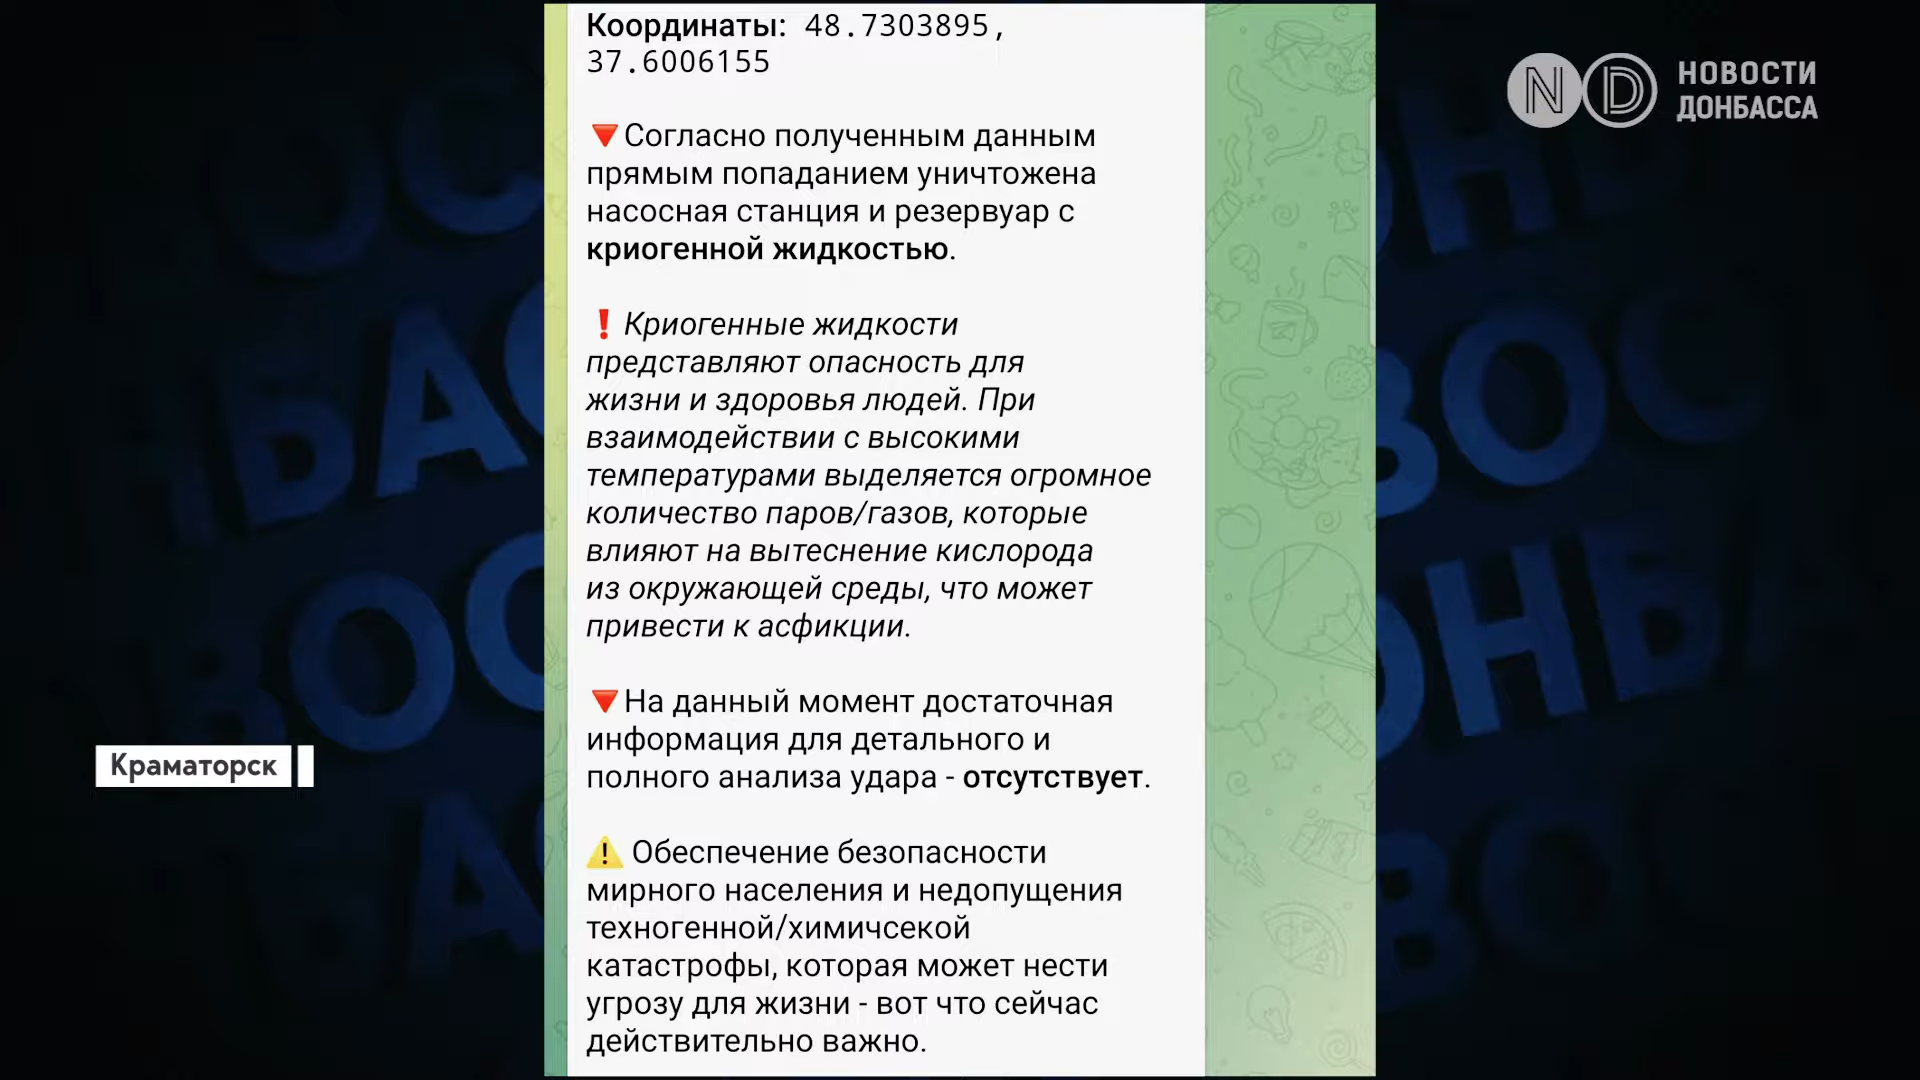 Координаты: 48.7303895,
37.6006155
НОВОСТИ
ДОНБАССА
🔻Согласно полученным данным
прямым попаданием уничтожена
насосная станция и резервуар с
криогенной жидкостью.
❗Криогенные жидкости
представляют опасность для
жизни и здоровья людей. При
взаимодействии с высокими
температурами выделяется огромное
количество паров/газов, которые
влияют на вытеснение кислорода
из окружающей среды, что может
привести к асфикции.
🔻На данный момент достаточная
информация для детального и
полного анализа удара - отсутствует.
Краматорск
⚠️ Обеспечение безопасности
мирного населения и недопущения
техногенной/химичсекой
катастрофы, которая может нести
угрозу для жизни - вот что сейчас
действительно важно.